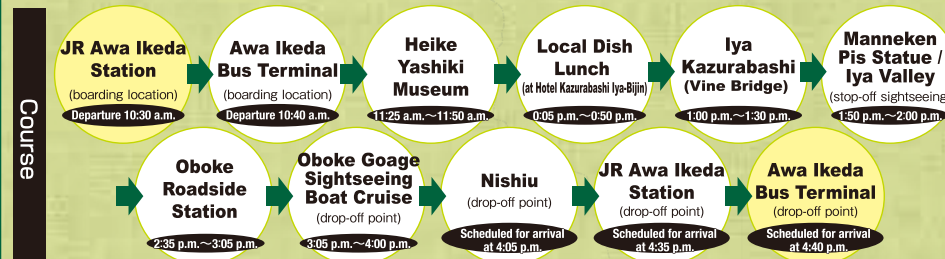 Course
JR Awa Ikeda
Station
(boarding location)
Departure 10:30 a.m.
Awa Ikeda
Bus Terminal
(boarding location)
Departure 10:40 a.m.
Heike
Yashiki
Museum
11:25 a.m.～11:50 a.m.
Local Dish
Lunch
(at Hotel Kazurabashi Iya-Bijin)
0:05 p.m.～0:50 p.m.
Iya
Kazurabashi
(Vine Bridge)
1:00 p.m.～1:30 p.m.
Manneken
Pis Statue /
Iya Valley
(stop-off sightseeing
1:50 p.m.～2:00 p.m.
Oboke
Roadside
Station
2:35 p.m.～3:05 p.m.
Oboke Goage
Sightseeing
Boat Cruise
(drop-off point)
3:05 p.m.～4:00 p.m.
Nishiu
(drop-off point)
Scheduled for arrival
at 4:05 p.m.
JR Awa Ikeda
Station
(drop-off point)
Scheduled for arrival
at 4:35 p.m.
Awa Ikeda
Bus Terminal
(drop-off point)
Scheduled for arrival
at 4:40 p.m.